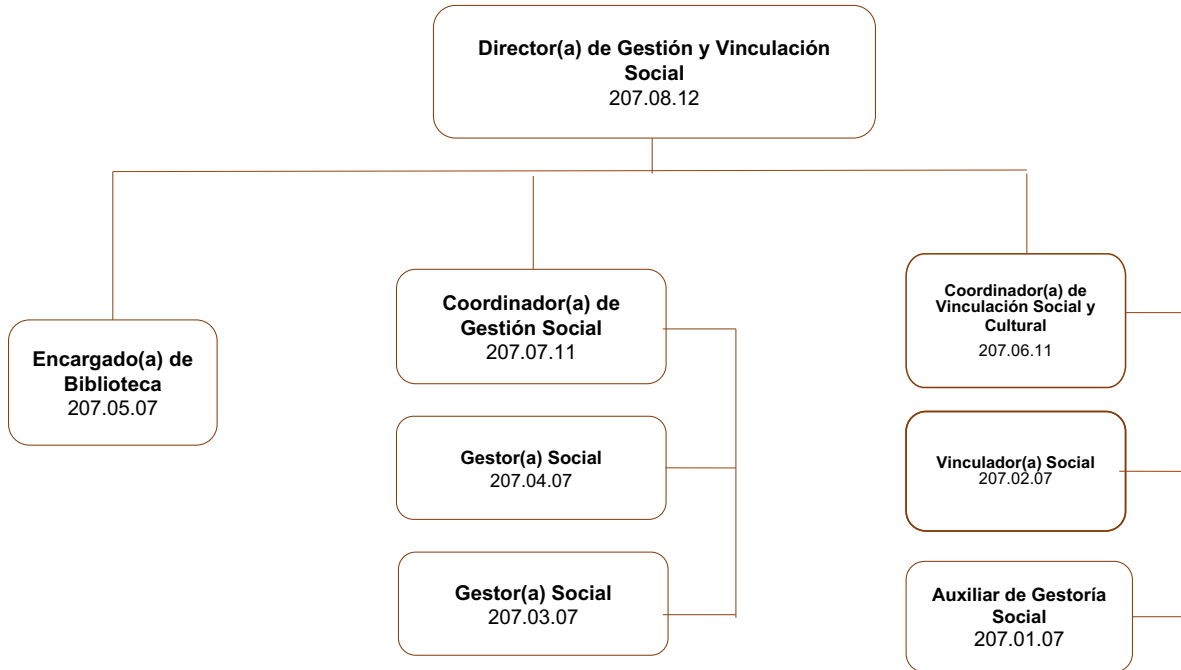 Director(a) de Gestión y Vinculación
Social
207.08.12
Encargado(a) de
Biblioteca
207.05.07
Coordinador(a) de
Gestión Social
207.07.11
Gestor(a) Social
207.04.07
Gestor(a) Social
207.03.07
Coordinador(a) de
Vinculación Social y
Cultural
207.06.11
Vinculador(a) Social
207.02.07
Auxiliar de Gestoría
Social
207.01.07